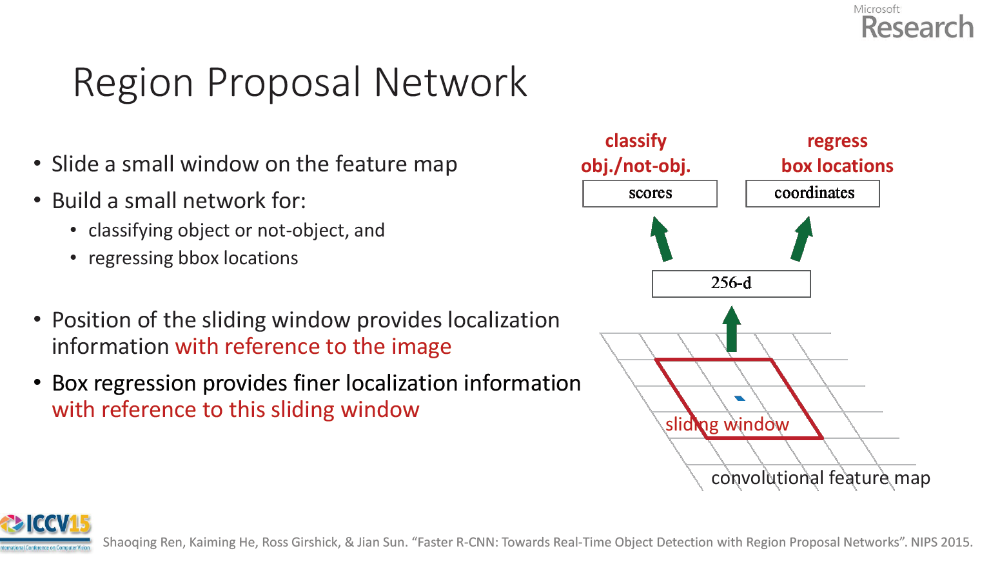 Microsoft
Research
Region Proposal Network
• Slide a small window on the feature map
• Build a small network for:
• classifying object or not-object, and
• regressing bbox locations
• Position of the sliding window provides localization
information with reference to the image
• Box regression provides finer localization information
with reference to this sliding window
classify
obj./not-obj.
regress
box locations
scores
coordinates
256-d
sliding window
convolutional feature map
ICCV15
International Conference on Computer Vision
Shaoqing Ren, Kaiming He, Ross Girshick, & Jian Sun. “Faster R-CNN: Towards Real-Time Object Detection with Region Proposal Networks”. NIPS 2015.